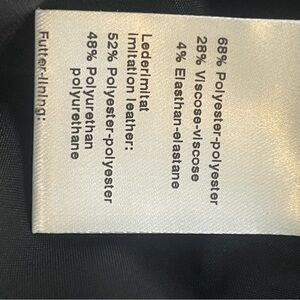 68% Polyester-polyester
28% Viscose-viscose
4% Elasthan-elastane
Lederimitat
imitation leather:
52% Polyester-polyester
48% Polyurethan
polyurethane
Futter-lining: